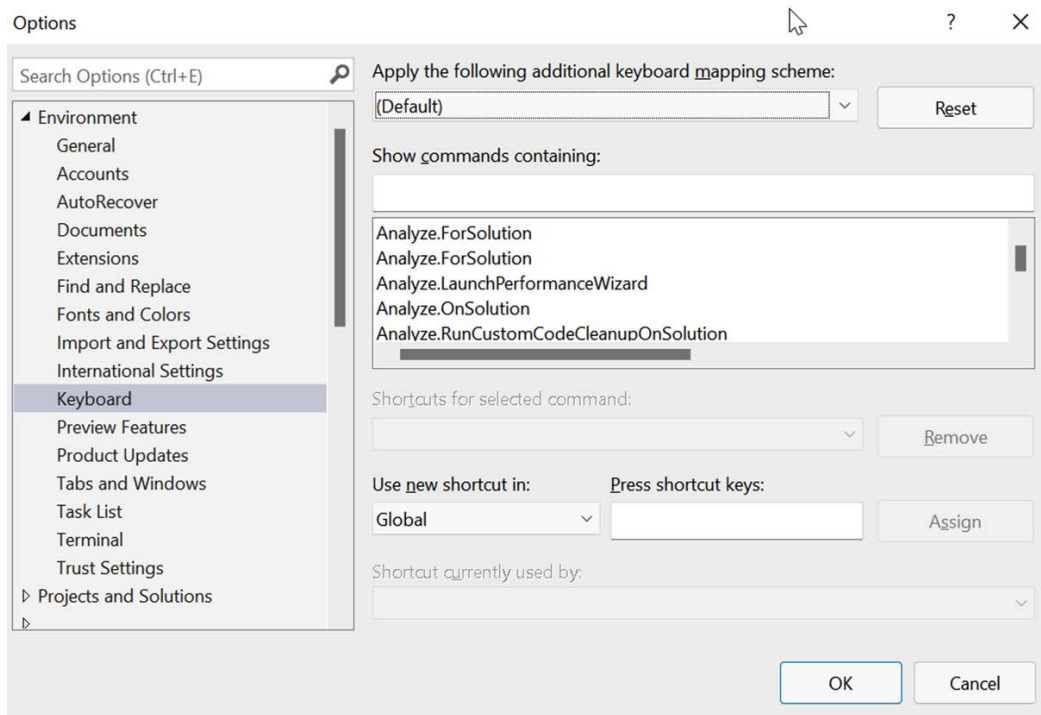 Options
?
Search Options (Ctrl+E)
Environment
General
Accounts
AutoRecover
Documents
Extensions
Find and Replace
Fonts and Colors
Import and Export Settings
International Settings
Keyboard
Preview Features
Product Updates
Tabs and Windows
Task List
Terminal
Trust Settings
Projects and Solutions
Apply the following additional keyboard mapping scheme:
(Default)
Reset
Show commands containing:
Analyze.ForSolution
Analyze.ForSolution
Analyze.LaunchPerformanceWizard
Analyze.OnSolution
Analyze.RunCustomCodeCleanupOnSolution
Shortcuts for selected command:
Remove
Use new shortcut in:
Press shortcut keys:
Global
Assign
Shortcut currently used by:
OK
Cancel